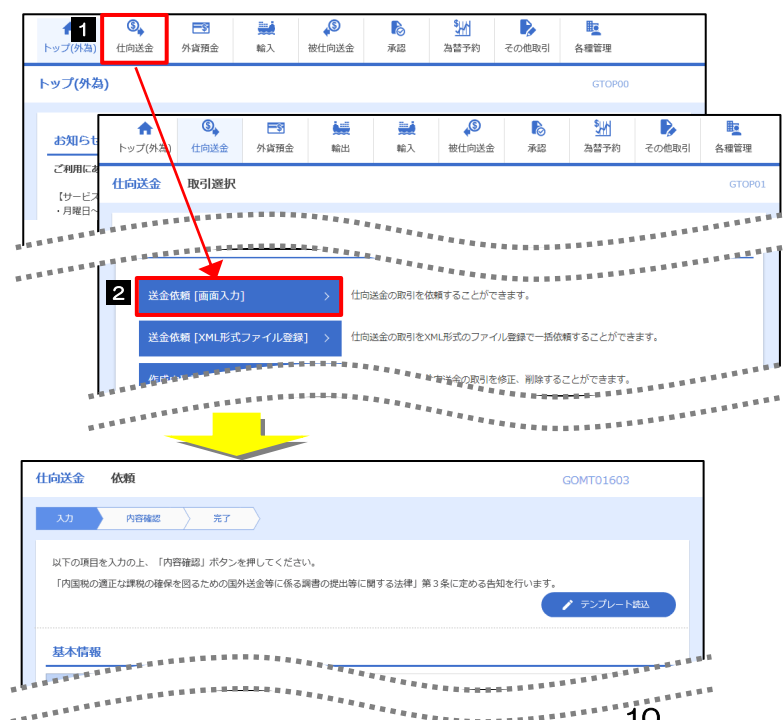 1
トップ(外為) 仕向送金 外貨預金 輸入 被仕向送金 承認 為替予約 その他取引 各種管理
トップ(外為) GTOP00
お知らせ
トップ(外為) 仕向送金 外貨預金 輸出 輸入 被仕向送金 承認 為替予約 その他取引 各種管理
ご利用にあ
仕向送金 取引選択 GTOP01
【サービス
・月曜日~
2
送金依頼 [画面入力] 仕向送金の取引を依頼することができます。
送金依頼 [XML形式ファイル登録] 仕向送金の取引をXML形式のファイル登録で一括依頼することができます。
送金の取引を修正、削除することができます。
仕向送金 依頼 GOMT01603
入力 内容確認 完了
以下の項目を入力の上、「内容確認」ボタンを押してください。
「内国税の適正な課税の確保を図るための国外送金等に係る調書の提出等に関する法律」第3条に定める告知を行います。
テンプレート読込
基本情報
10